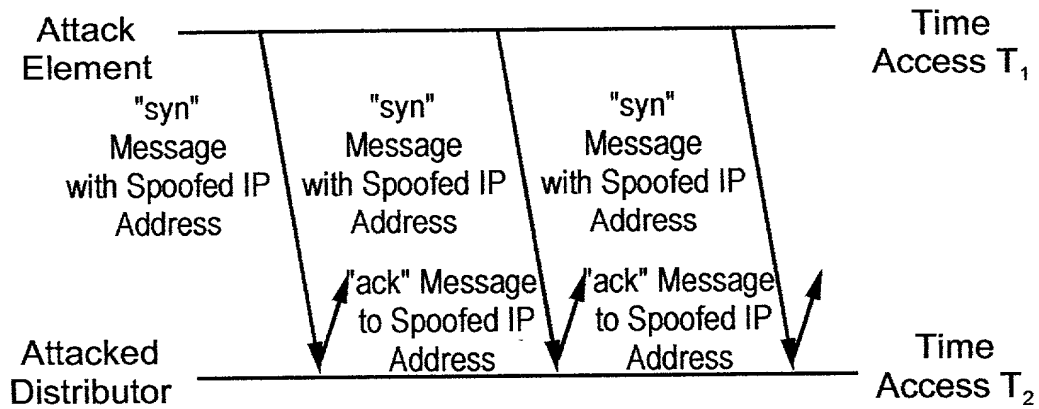 Attack
Element
Time
Access T₁
"syn"
Message
with Spoofed IP
Address
"syn"
Message
with Spoofed IP
Address
"syn"
Message
with Spoofed IP
Address
"ack" Message
to Spoofed IP
Address
"ack" Message
to Spoofed IP
Address
Attacked
Distributor
Time
Access T₂